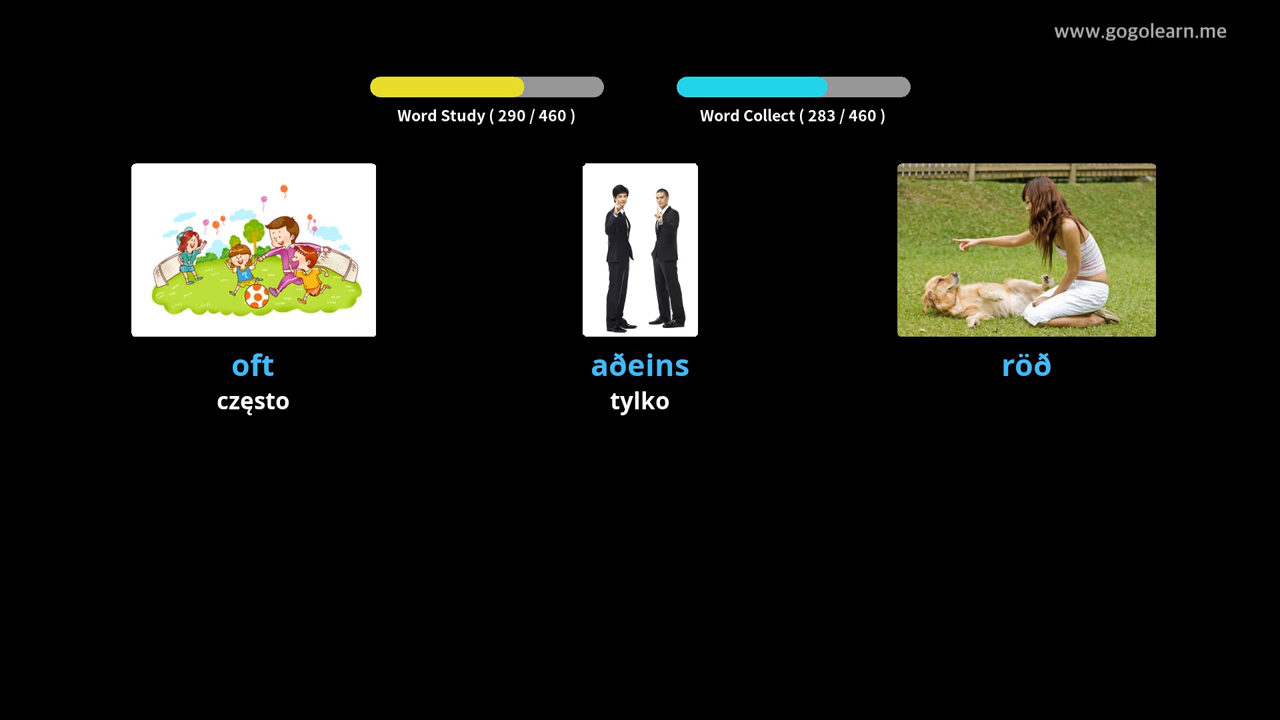 www.gogolearn.me
Word Study ( 290 / 460 )
Word Collect ( 283 / 460 )
oft
często
aðeins
tylko
röð